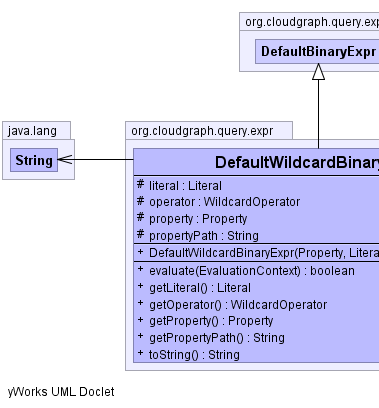 org.cloudgraph.query.exp
DefaultBinaryExpr
java.lang
String
org.cloudgraph.query.expr
DefaultWildcardBinary
# literal : Literal
# operator : WildcardOperator
# property : Property
# propertyPath : String
+ DefaultWildcardBinaryExpr(Property, Litera
+ evaluate(EvaluationContext) : boolean
+ getLiteral() : Literal
+ getOperator() : WildcardOperator
+ getProperty() : Property
+ getPropertyPath() : String
+ toString() : String
yWorks UML Doclet